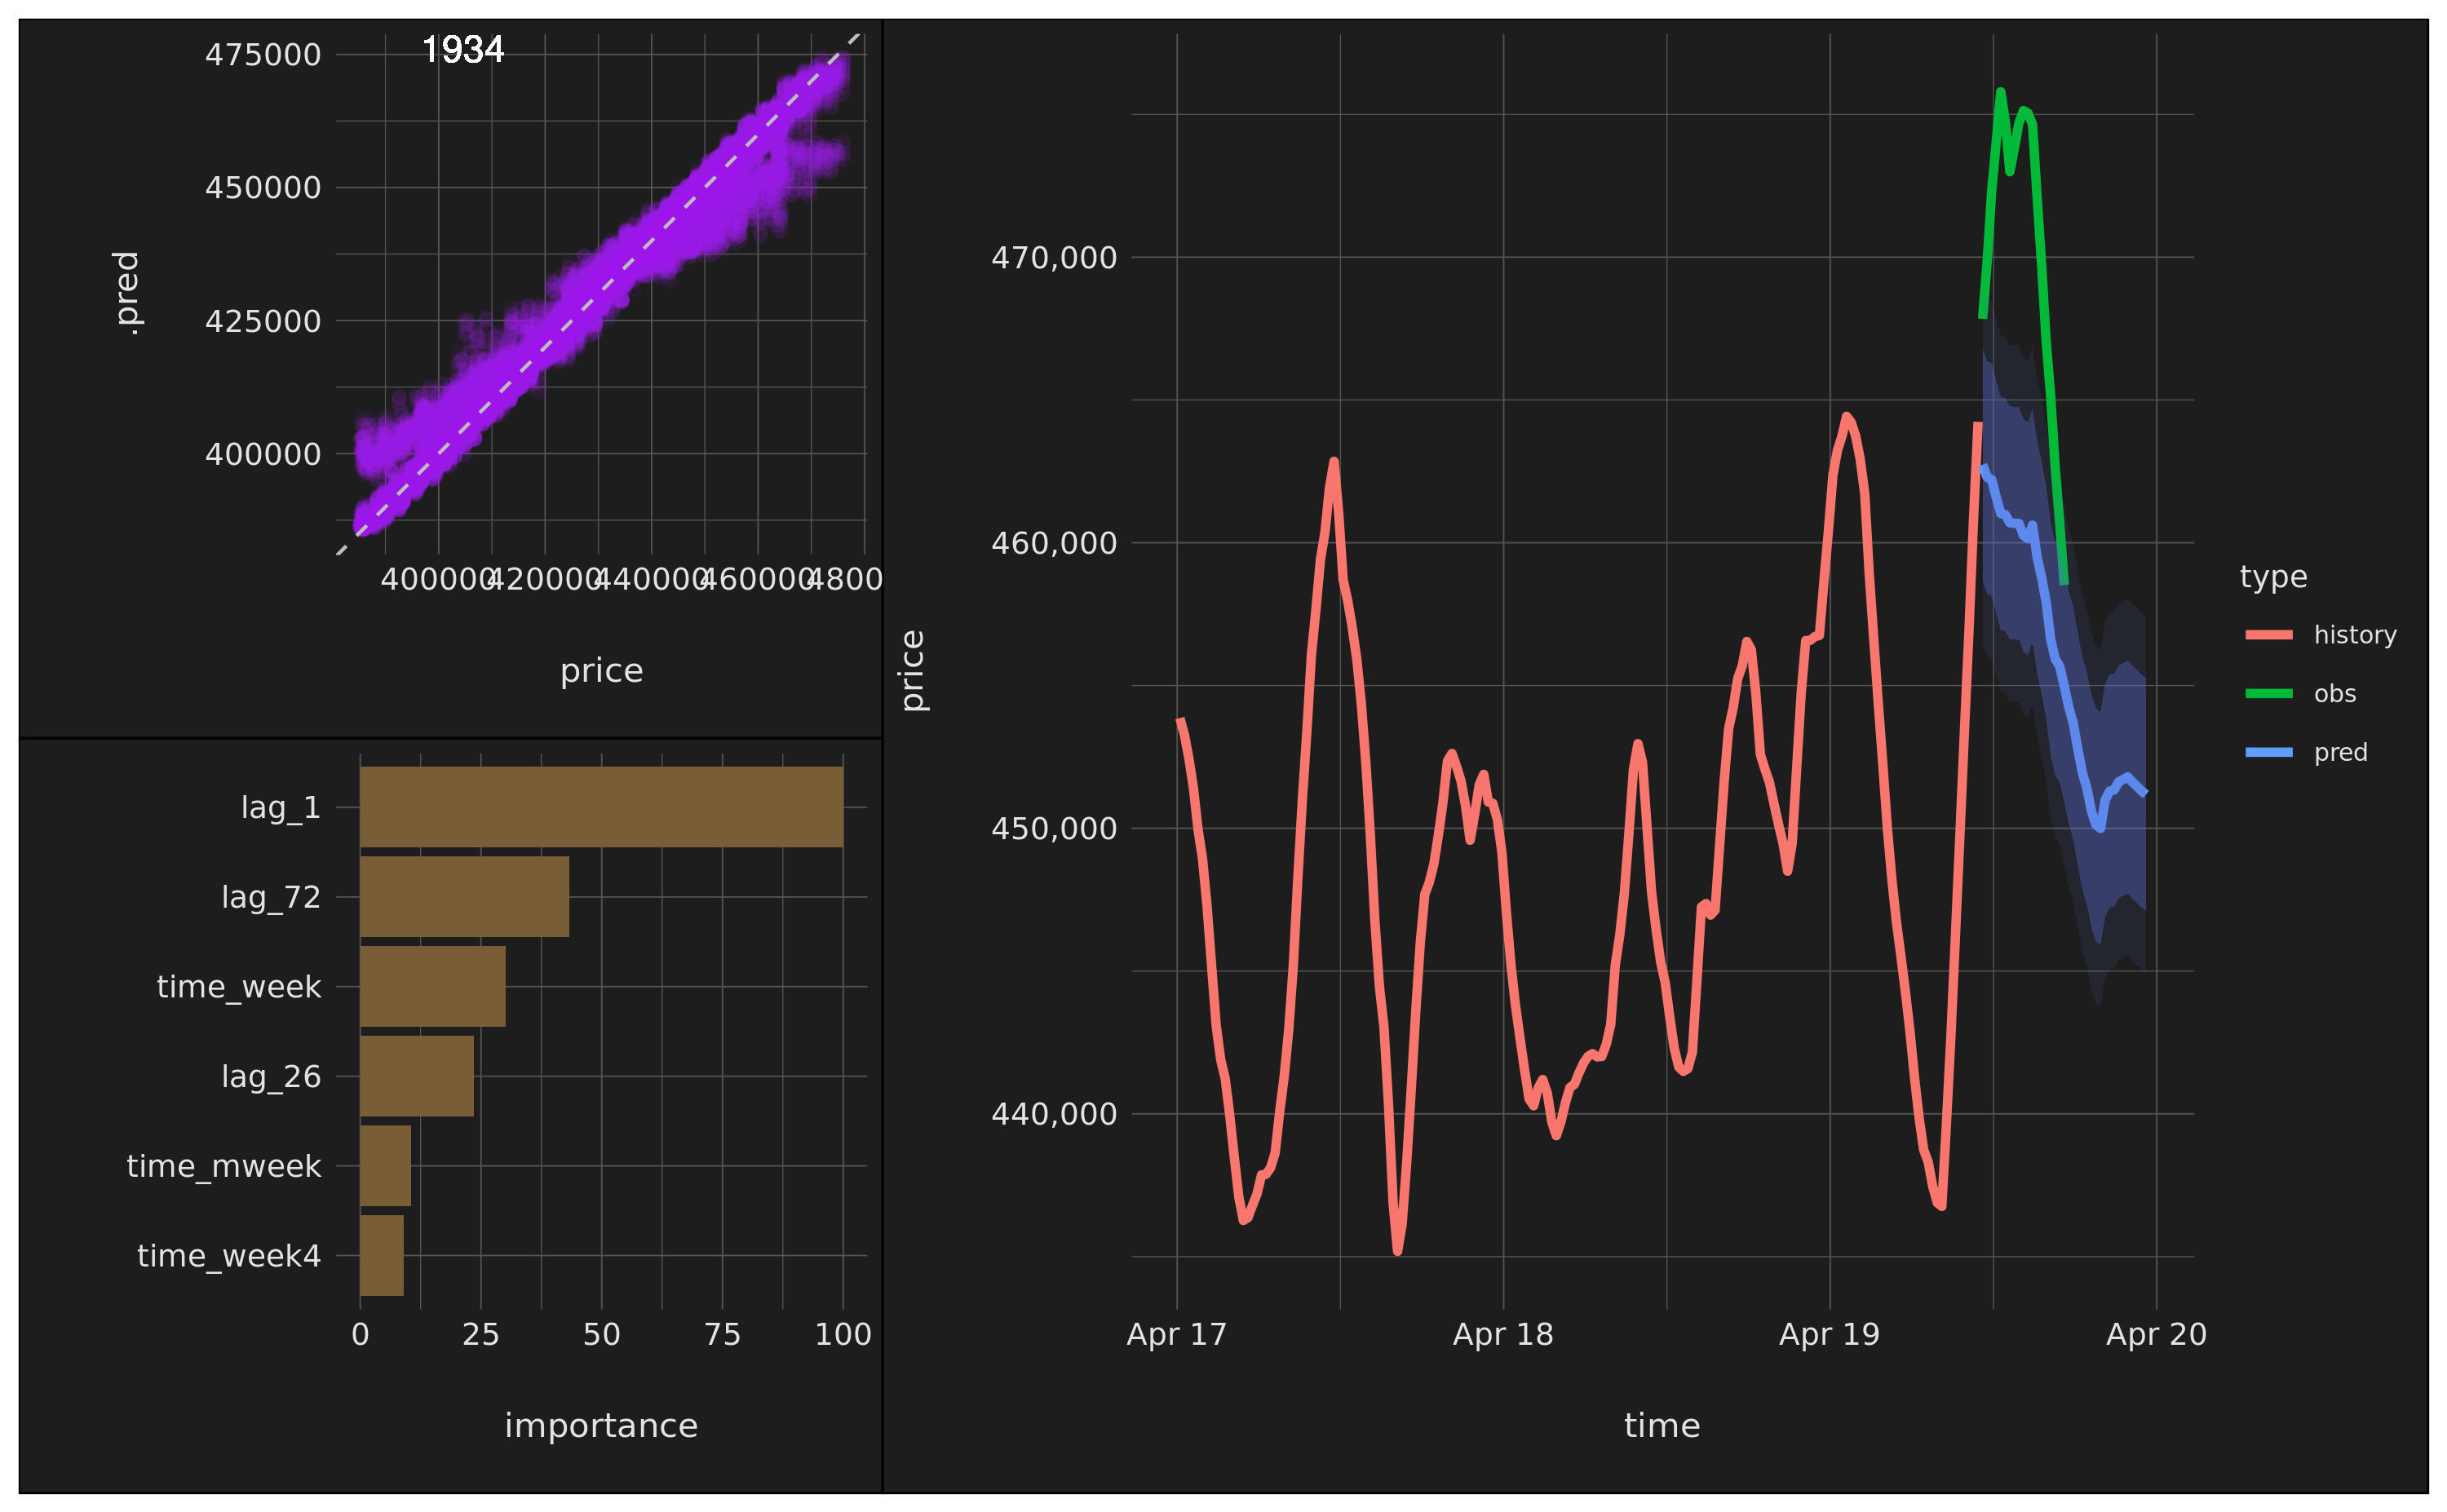 1934
475000
450000
425000
400000
.pred
400000
420000
440000
460000
4800
price
lag_1
lag_72
time_week
lag_26
time_mweek
time_week4
0 25 50 75 100
importance
470,000
460,000
450,000
440,000
price
Apr 17 Apr 18 Apr 19 Apr 20
time
type
history
obs
pred